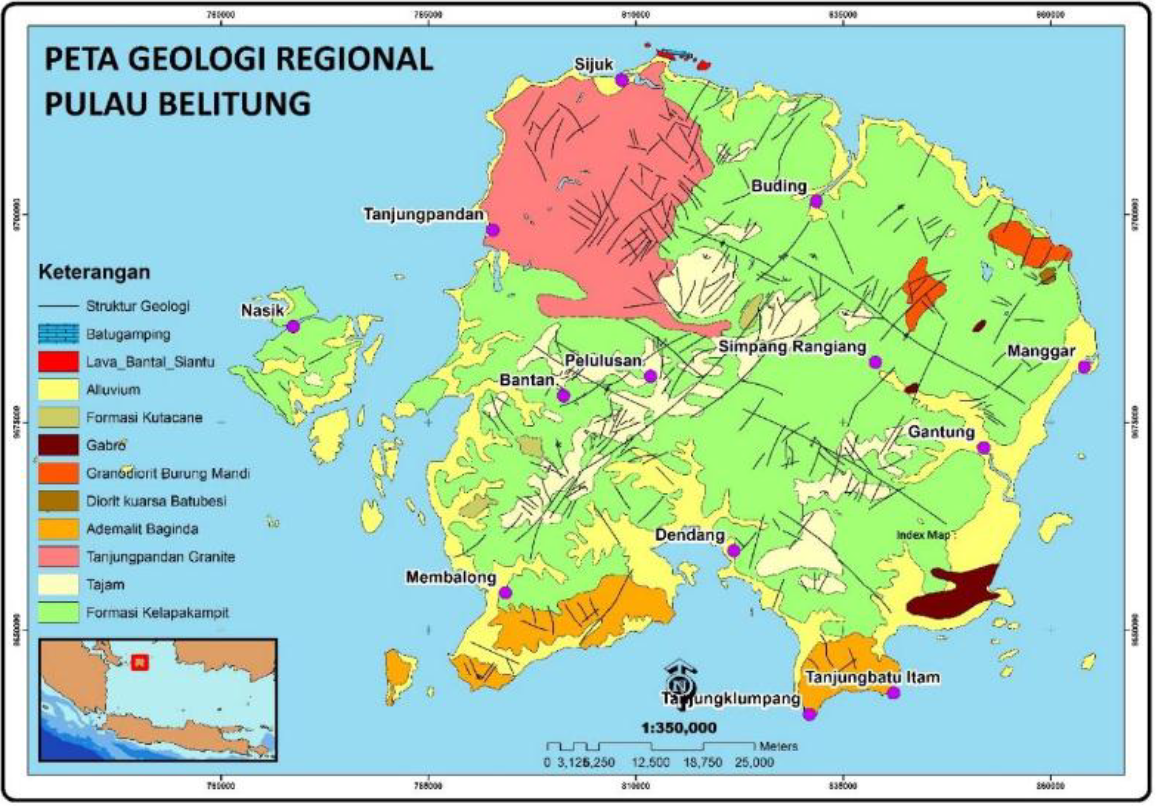 760000 785000 810000 835000 860000
PETA GEOLOGI REGIONAL
PULAU BELITUNG
Sijuk
Buding
Tanjungpandan
9700000 9700000
Keterangan
Struktur Geologi
Batugamping
Lava_Bantal_Siantu
Alluvium
Formasi Kutacane
Gabro
Granodiorit Burung Mandi
Diorit kuarsa Batubesi
Ademalit Baginda
Tanjungpandan Granite
Tajam
Formasi Kelapakampit
Nasik
Simpang Rangiang
Manggar
Pelulusan
Bantan
9675000 9675000
Gantung
Dendang
Index Map :
Membalong
9650000 9650000
N
Tanjungbatu Itam
Tanjungklumpang
1:350,000
Meters
0 3,125 6,250 12,500 18,750 25,000
760000 785000 810000 835000 860000